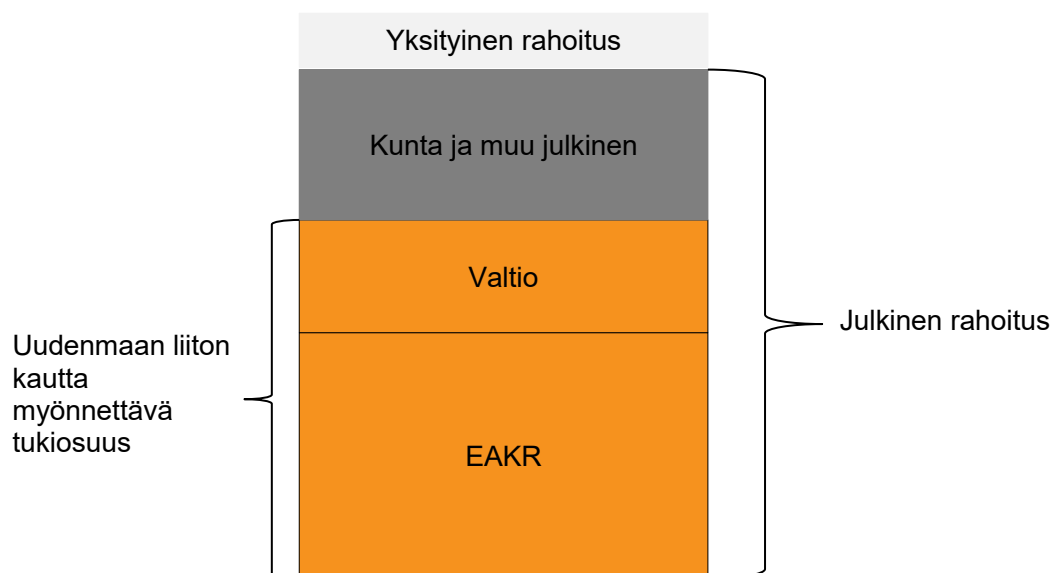 Yksityinen rahoitus
Kunta ja muu julkinen
Valtio
Julkinen rahoitus
Uudenmaan liiton
kautta
myönnettävä
tukiosuus
EAKR